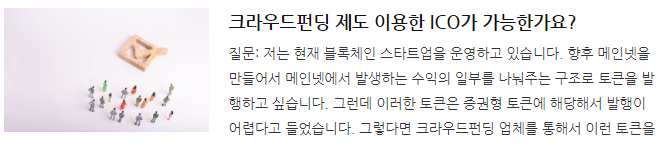 크라우드펀딩 제도 이용한 ICO가 가능한가요?
질문: 저는 현재 블록체인 스타트업을 운영하고 있습니다. 향후 메인넷을
만들어서 메인넷에서 발생하는 수익의 일부를 나눠주는 구조로 토큰을 발
행하고 싶습니다. 그런데 이러한 토큰은 증권형 토큰에 해당해서 발행이
어렵다고 들었습니다. 그렇다면 크라우드펀딩 업체를 통해서 이런 토큰을